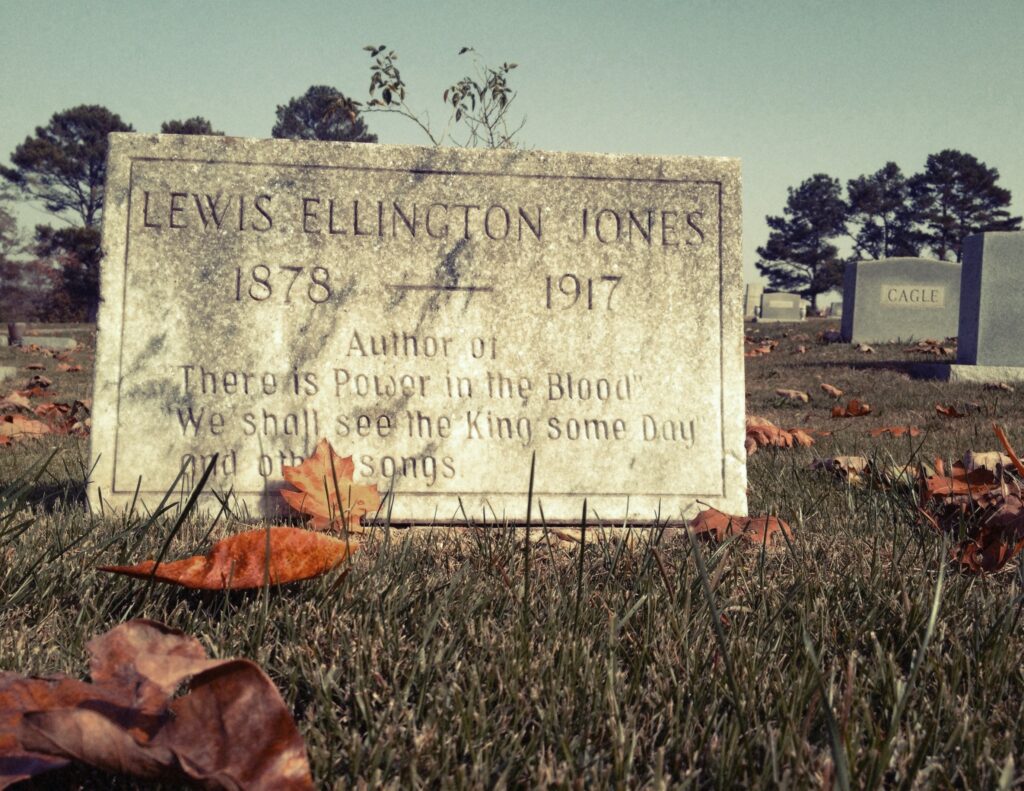 LEWIS ELLINGTON JONES
1878 — 1917
Author of
"There is Power in the Blood"
"We shall see the King some Day
and other songs.
CAGLE